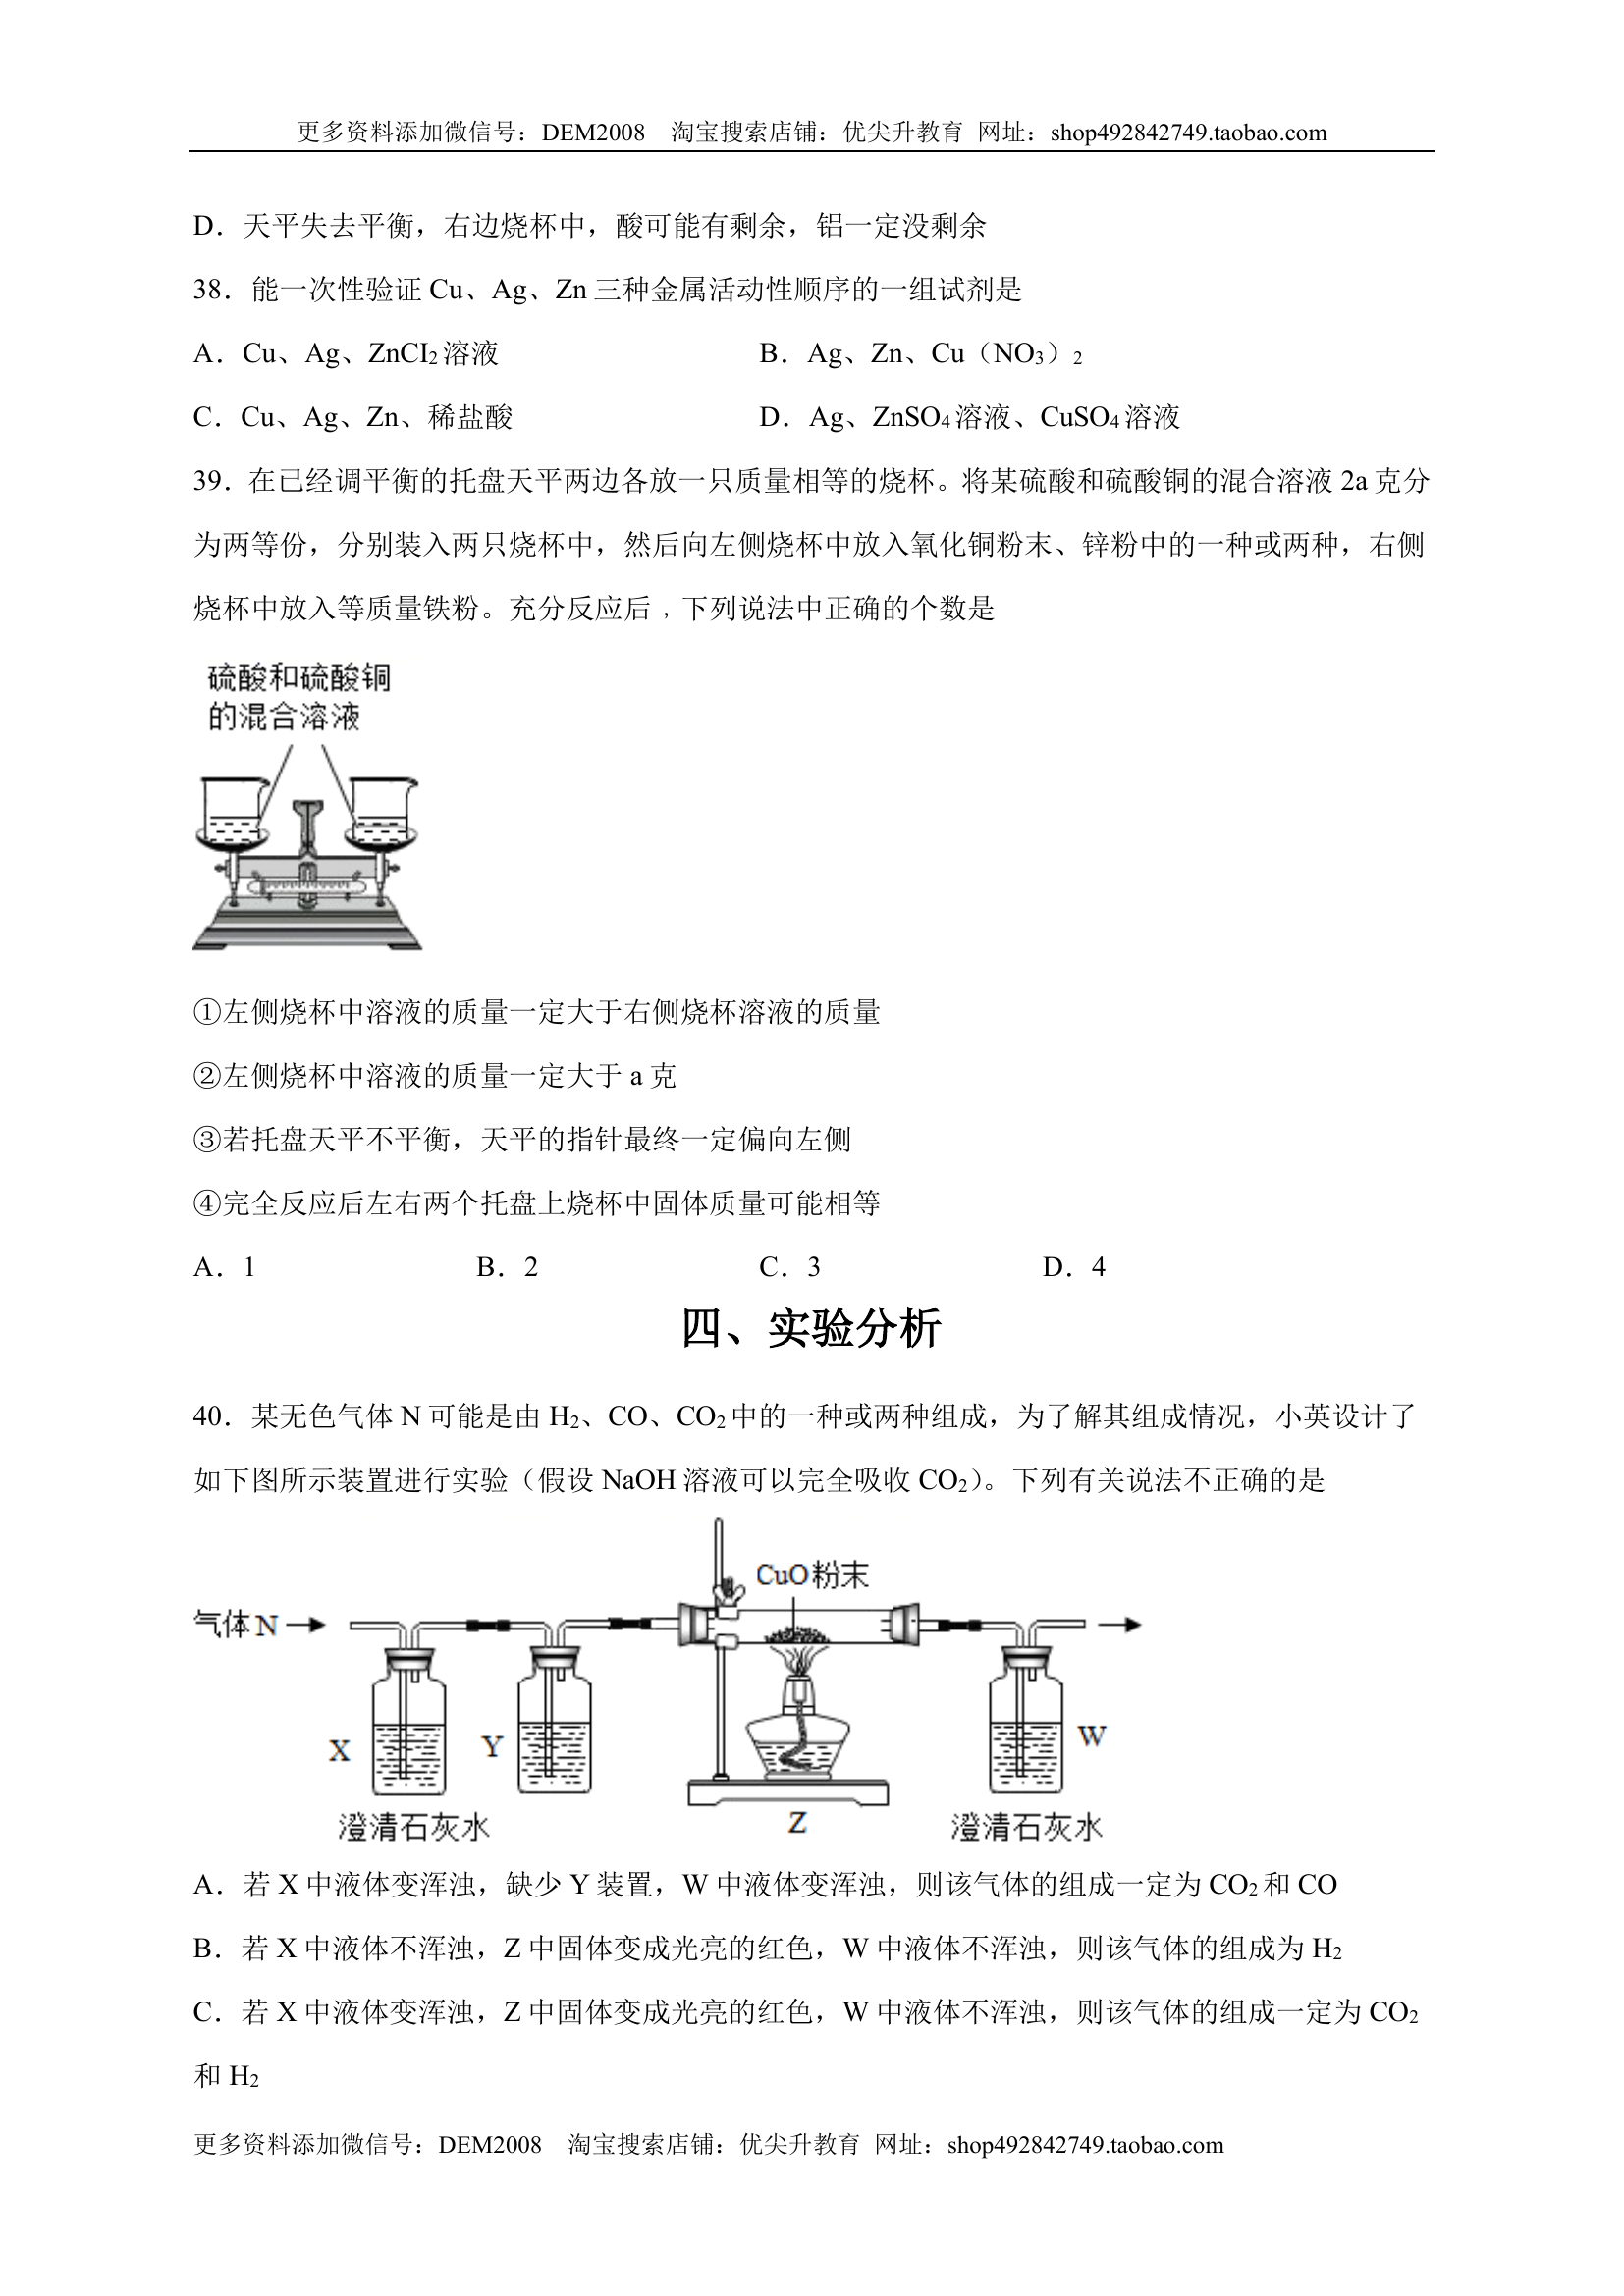 更多资料添加微信号：DEM2008 淘宝搜索店铺：优尖升教育 网址：shop492842749.taobao.com
D．天平失去平衡，右边烧杯中，酸可能有剩余，铝一定没剩余
38．能一次性验证 Cu、Ag、Zn 三种金属活动性顺序的一组试剂是
A．Cu、Ag、ZnCI₂ 溶液 B．Ag、Zn、Cu（NO₃）₂
C．Cu、Ag、Zn、稀盐酸 D．Ag、ZnSO₄ 溶液、CuSO₄ 溶液
39．在已经调平衡的托盘天平两边各放一只质量相等的烧杯。将某硫酸和硫酸铜的混合溶液 2a 克分
为两等份，分别装入两只烧杯中，然后向左侧烧杯中放入氧化铜粉末、锌粉中的一种或两种，右侧
烧杯中放入等质量铁粉。充分反应后﹐下列说法中正确的个数是
硫酸和硫酸铜
的混合溶液
①左侧烧杯中溶液的质量一定大于右侧烧杯溶液的质量
②左侧烧杯中溶液的质量一定大于 a 克
③若托盘天平不平衡，天平的指针最终一定偏向左侧
④完全反应后左右两个托盘上烧杯中固体质量可能相等
A．1 B．2 C．3 D．4
四、实验分析
40．某无色气体 N 可能是由 H₂、CO、CO₂ 中的一种或两种组成，为了解其组成情况，小英设计了
如下图所示装置进行实验（假设 NaOH 溶液可以完全吸收 CO₂）。下列有关说法不正确的是
CuO粉末
气体 N
X Y W
Z
澄清石灰水 澄清石灰水
A．若 X 中液体变浑浊，缺少 Y 装置，W 中液体变浑浊，则该气体的组成一定为 CO₂ 和 CO
B．若 X 中液体不浑浊，Z 中固体变成光亮的红色，W 中液体不浑浊，则该气体的组成为 H₂
C．若 X 中液体变浑浊，Z 中固体变成光亮的红色，W 中液体不浑浊，则该气体的组成一定为 CO₂
和 H₂
更多资料添加微信号：DEM2008 淘宝搜索店铺：优尖升教育 网址：shop492842749.taobao.com